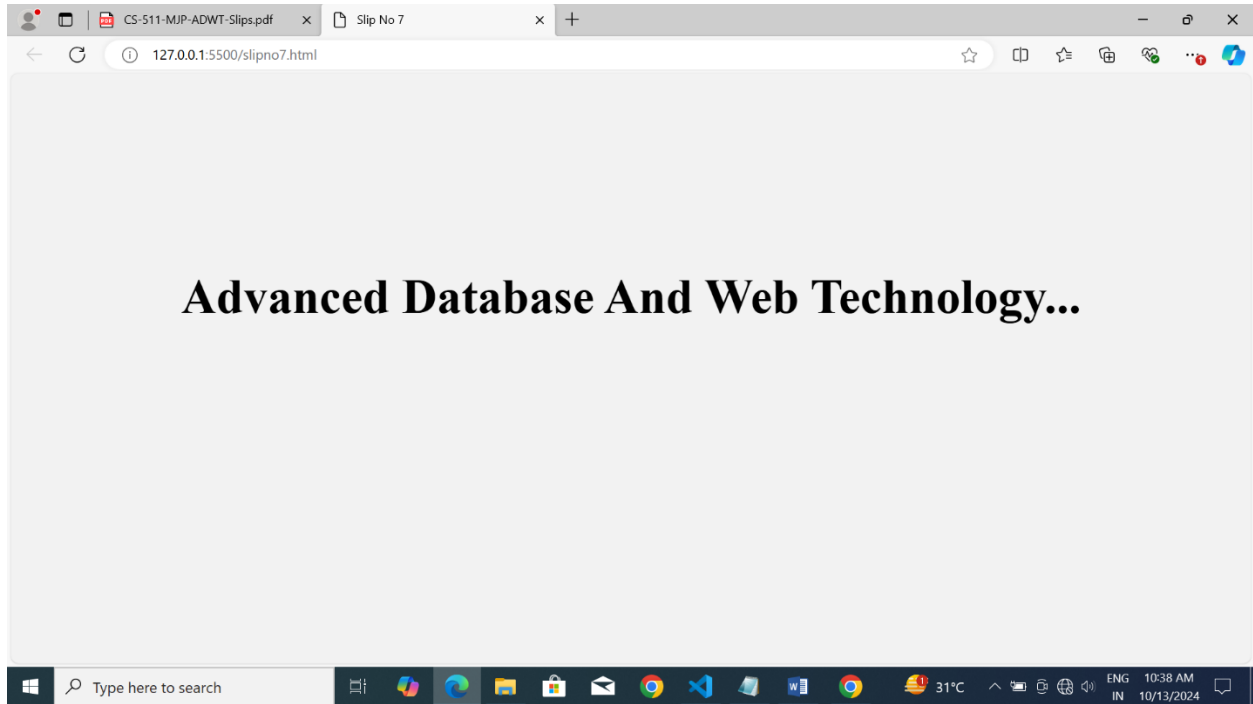 CS-511-MJP-ADWT-Slips.pdf
Slip No 7
127.0.0.1:5500/slipno7.html
Advanced Database And Web Technology...
Type here to search
31°C
ENG
IN
10:38 AM
10/13/2024